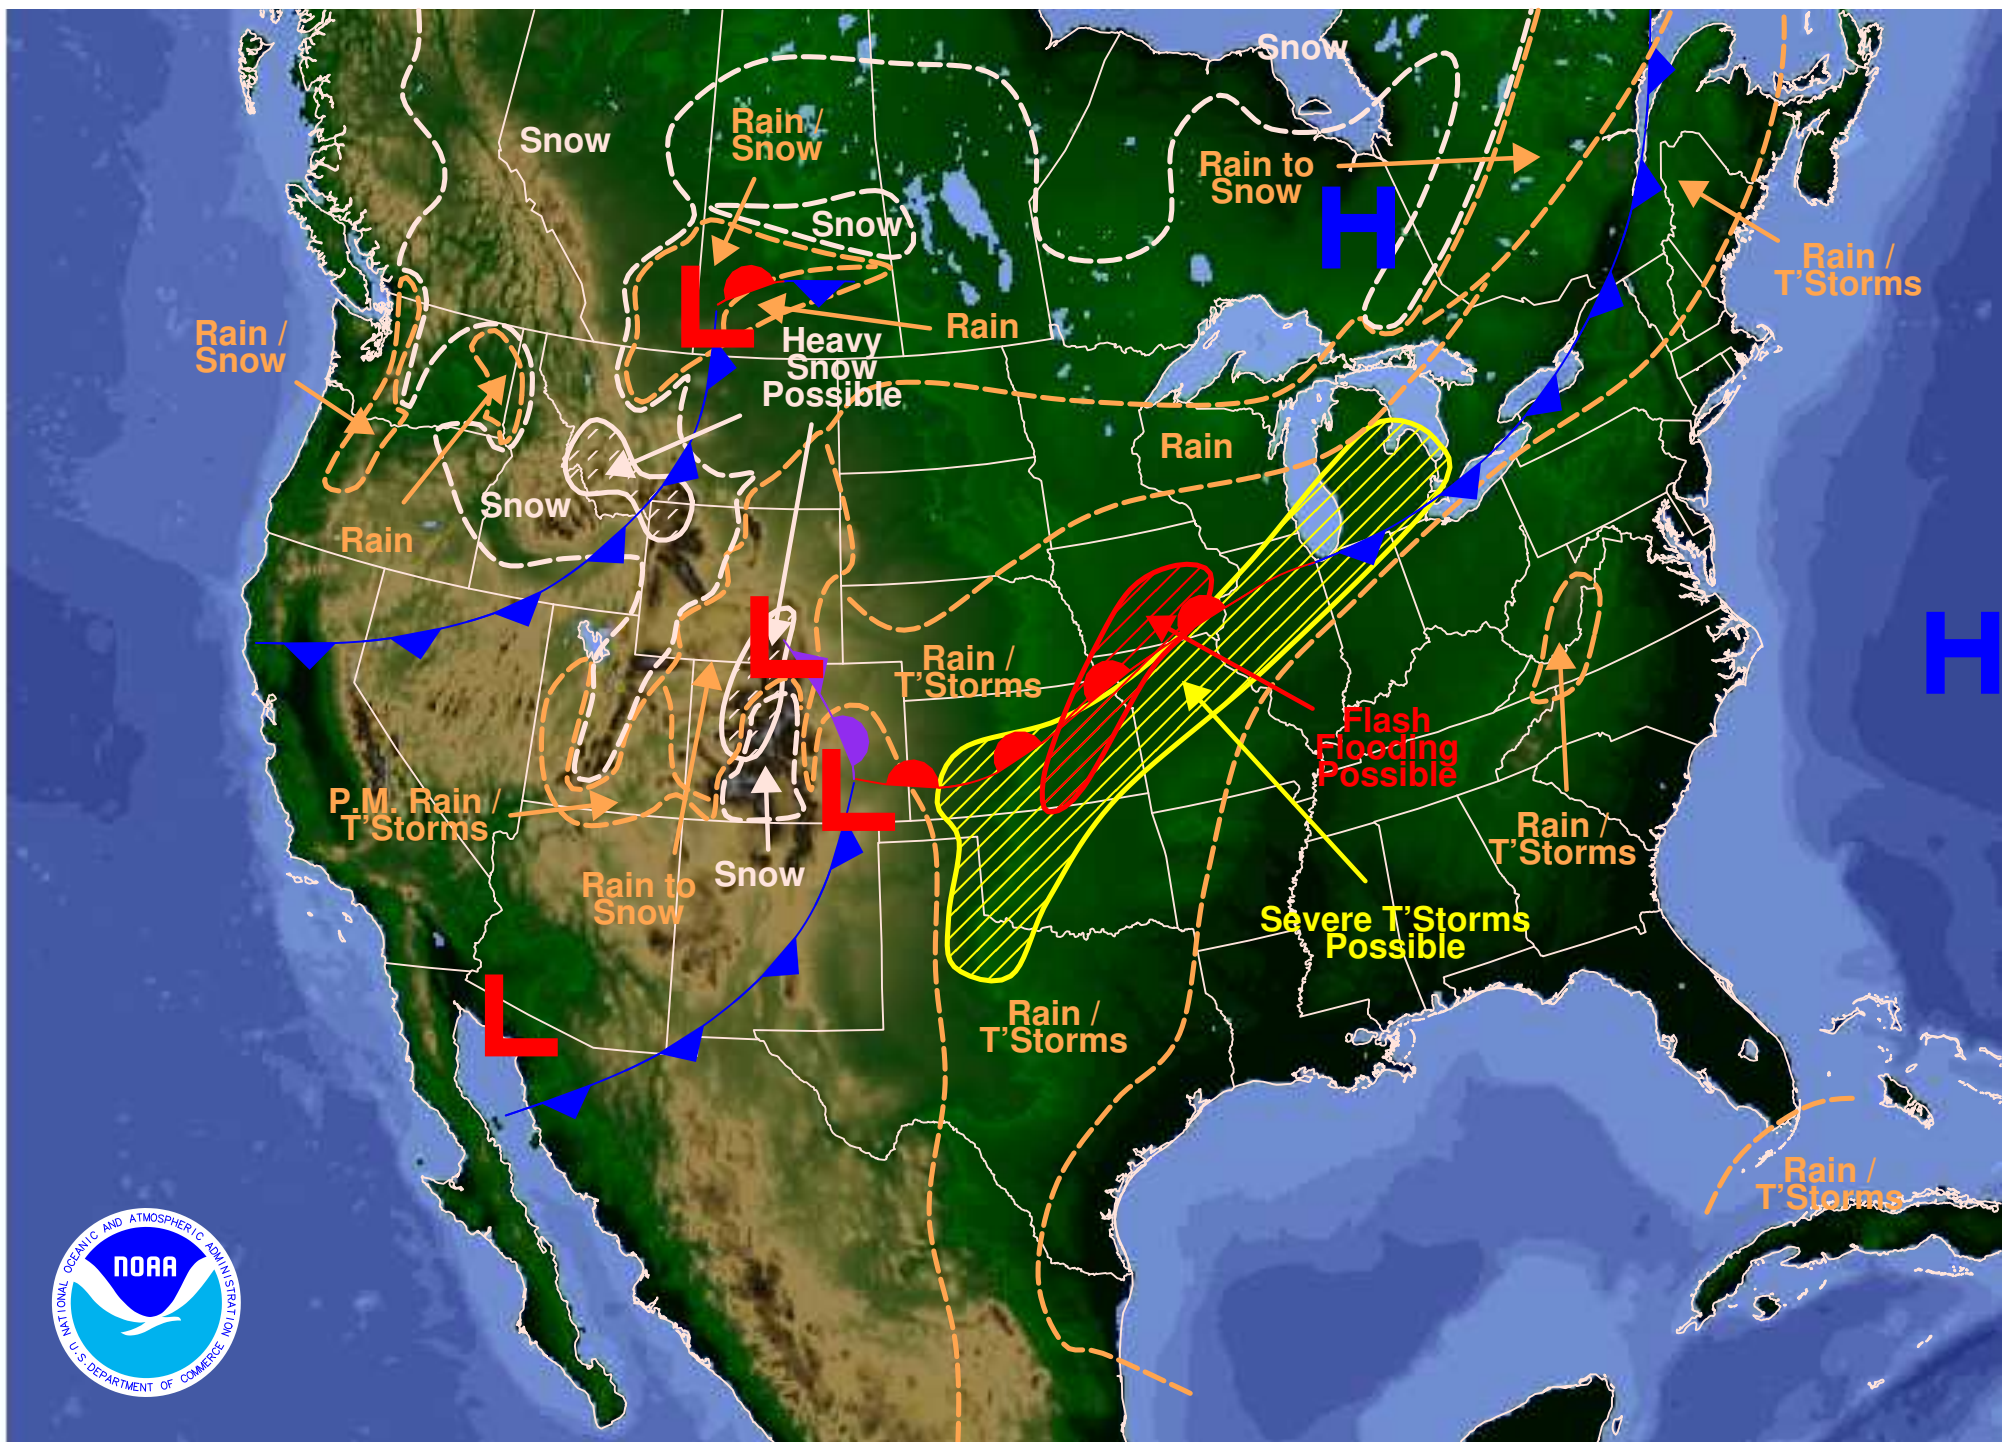 Snow
Snow
Rain /
Snow
Rain to
Snow
H
Snow
Rain /
T'Storms
L
Rain
Rain /
Snow
Heavy
Snow
Possible
Rain
Snow
Rain
L
H
Rain /
T'Storms
Flash
Flooding
Possible
L
P.M. Rain /
T'Storms
Rain /
T'Storms
Snow
Rain to
Snow
Severe T'Storms
Possible
L
Rain /
T'Storms
Rain /
T'Storms
NATIONAL OCEANIC AND ATMOSPHERIC ADMINISTRATION
NOAA
U.S. DEPARTMENT OF COMMERCE